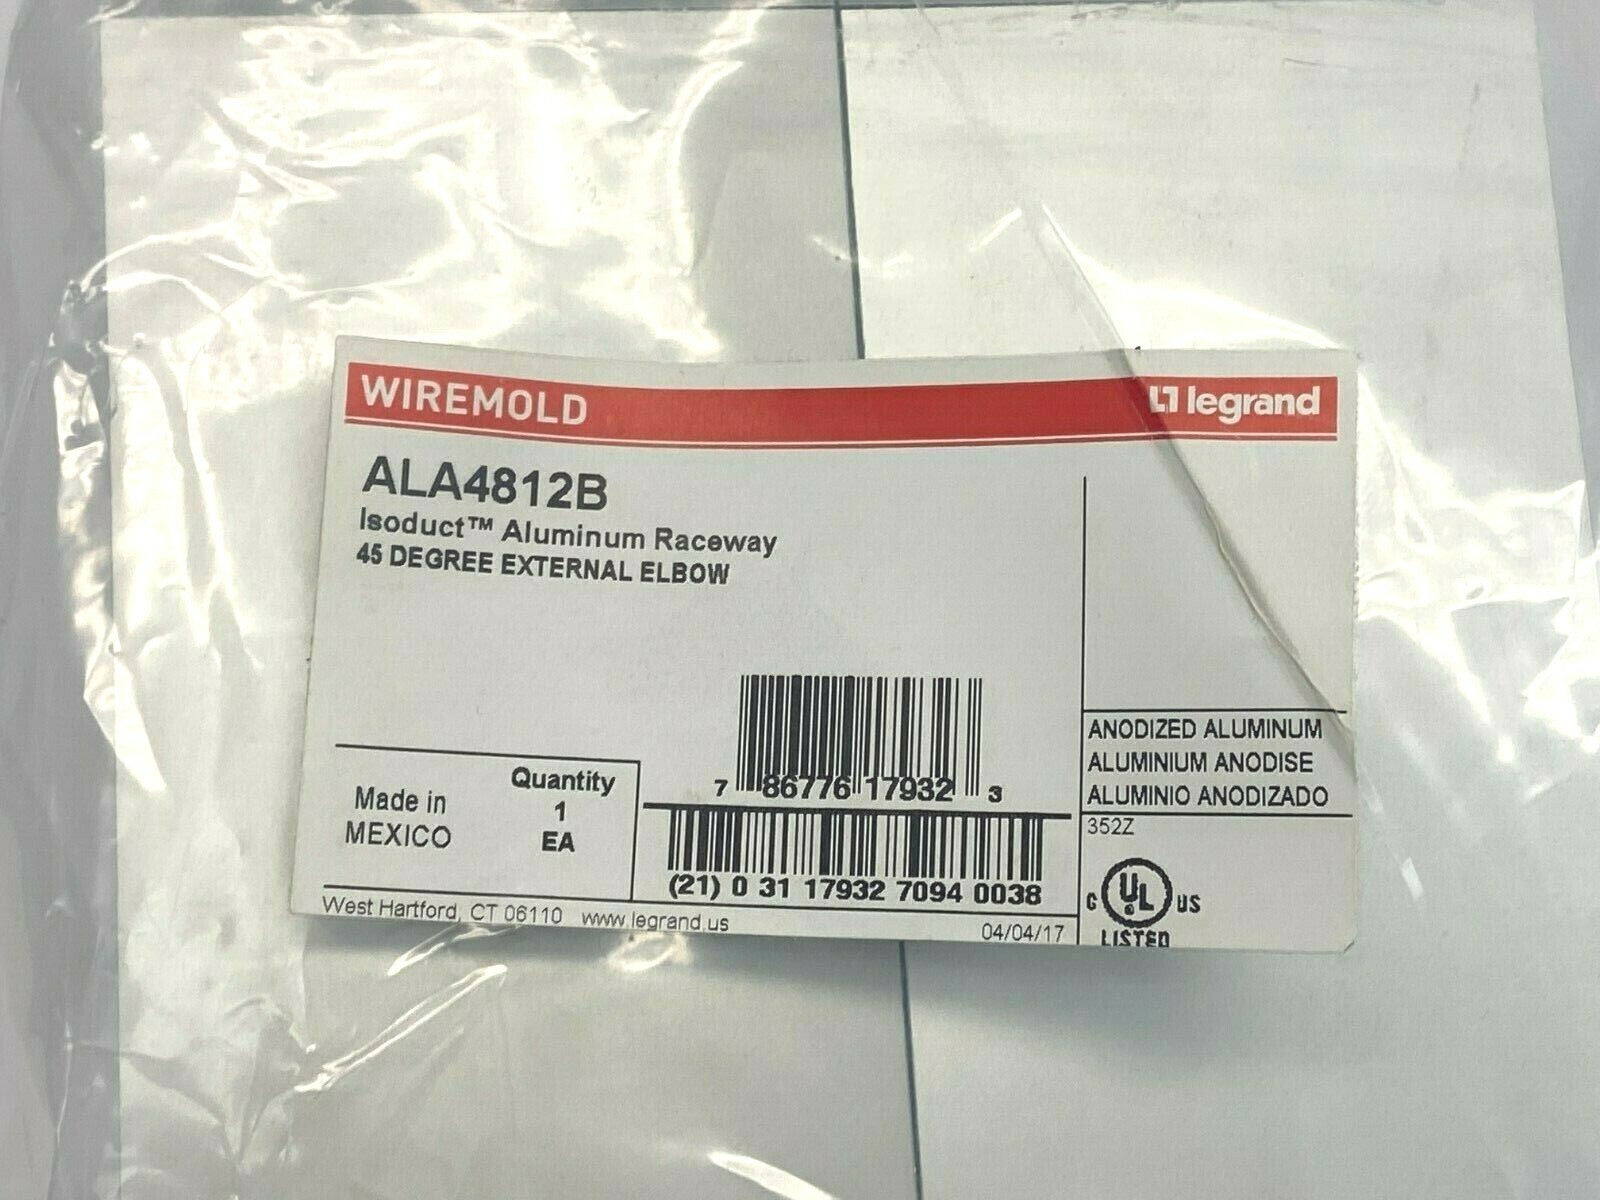 WIREMOLD
legrand
ALA4812B
Isoduct™ Aluminum Raceway
45 DEGREE EXTERNAL ELBOW
7 86776 17932 3
(21) 0 31 17932 7094 0038
Made in
MEXICO
Quantity
1
EA
ANODIZED ALUMINUM
ALUMINIUM ANODISE
ALUMINIO ANODIZADO
352Z
C UL US
LISTED
West Hartford, CT 06110 www.legrand.us
04/04/17